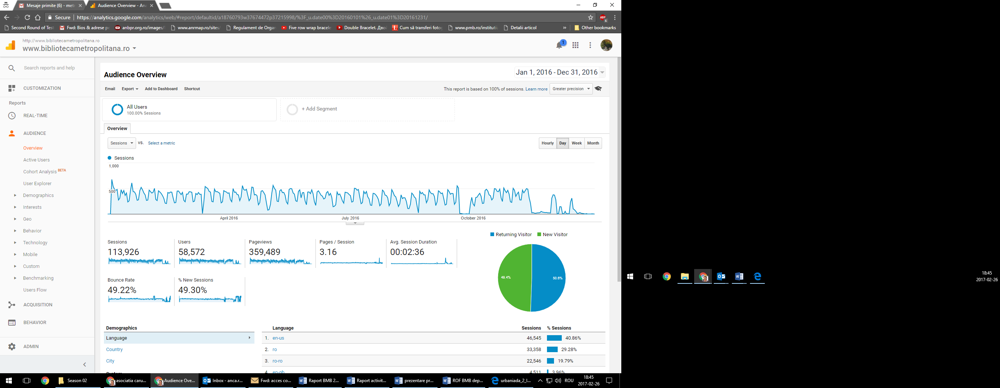 Mesaje primite (6) - met
Audience Overview - Ana
Secure
https://analytics.google.com/analytics/web/#report/defaultid/a18760793w37674472p37215998/%3F_u.date00%3D20160101%26_u.date01%3D20161231/
ABP
6
Second Round of Test
Fwd: Bios & adrese pe
anbpr.org.ro/images/
www.anrmap.ro/sites/
Regulament de Organ
Five row wrap bracele
Double Bracelet. Двой
Cum să transferi fotog
www.pmb.ro/instituti
Detalii articol
»
Other bookmarks
http://www.bibliotecametropolitana.ro
www.bibliotecametropolitana.ro
1
Search reports and help
CUSTOMIZATION
Reports
REAL-TIME
AUDIENCE
Overview
Active Users
Cohort Analysis BETA
User Explorer
Demographics
Interests
Geo
Behavior
Technology
Mobile
Custom
Benchmarking
Users Flow
ACQUISITION
BEHAVIOR
ADMIN
Audience Overview
Jan 1, 2016 - Dec 31, 2016
Email
Export
Add to Dashboard
Shortcut
This report is based on 100% of sessions. Learn more
Greater precision
All Users
100.00% Sessions
+ Add Segment
Overview
Sessions
vs.
Select a metric
Hourly
Day
Week
Month
Sessions
1,000
500
April 2016
July 2016
October 2016
Sessions
113,926
Users
58,572
Pageviews
359,489
Pages / Session
3.16
Avg. Session Duration
00:02:36
Bounce Rate
49.22%
% New Sessions
49.30%
Returning Visitor
New Visitor
49.4%
50.6%
Demographics
Language
Country
City
Language Sessions % Sessions
1. en-us 46,545 40.86%
2. ro 33,358 29.28%
3. ro-ro 22,546 19.79%
4. en-gb 4,511 3.96%
Season 02
asociatia caru...
Audience Ove...
Inbox - anca.r...
Fwd: acces co...
Raport BMB 2...
Raport activit...
prezentare pr...
ROF BMB dep...
urbaniada_2_l...
ROU
18:45
2017-02-26
18:45
2017-02-26